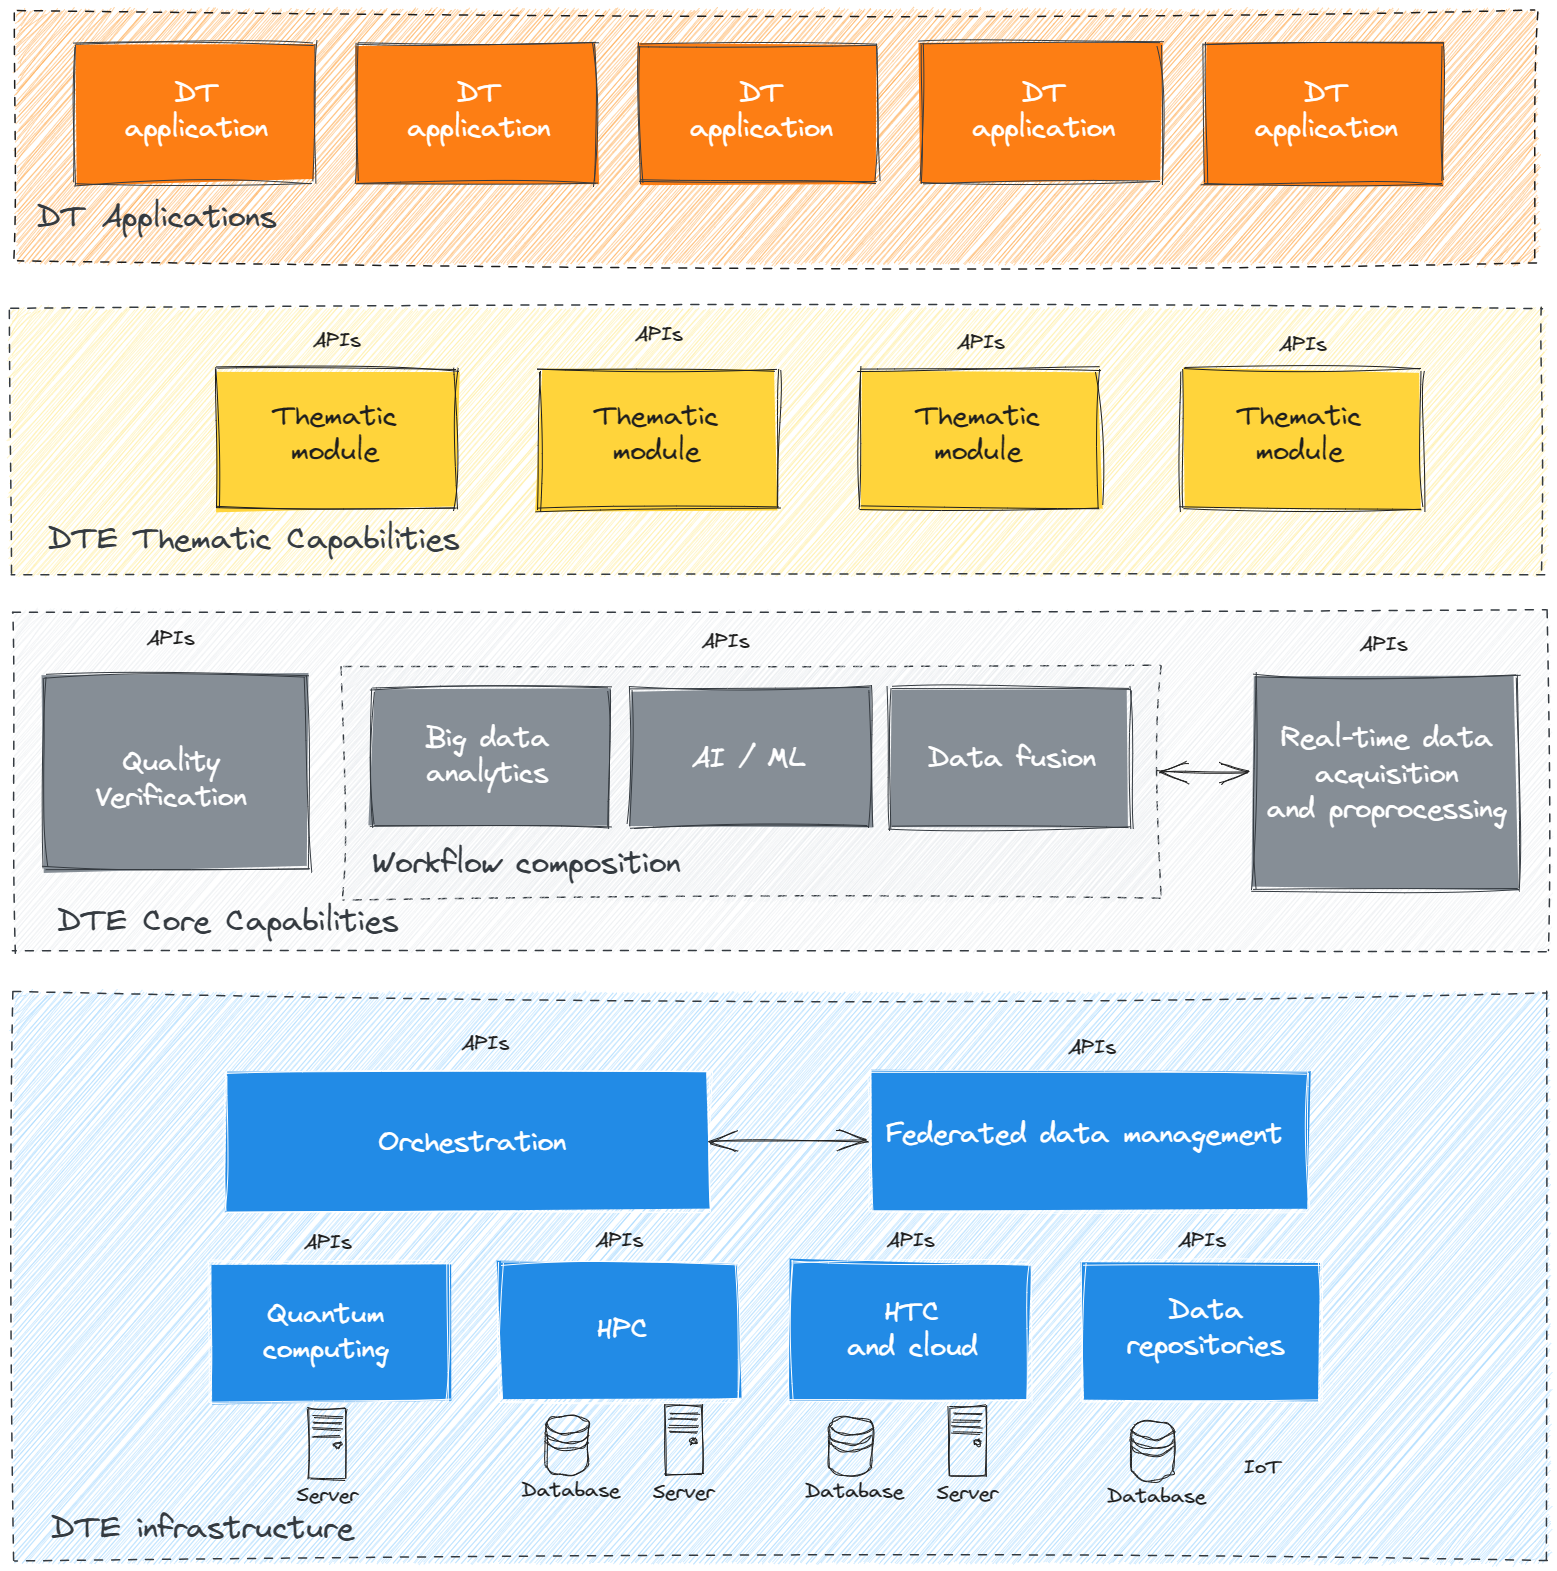 DT
application
DT
application
DT
application
DT
application
DT
application
DT Applications
APIs
APIs
APIs
APIs
Thematic
module
Thematic
module
Thematic
module
Thematic
module
DTE Thematic Capabilities
APIs
APIs
APIs
Quality
Verification
Big data
analytics
AI / ML
Data fusion
Workflow composition
Real-time data
acquisition
and proprocessing
DTE Core Capabilities
APIs
APIs
Orchestration
Federated data management
APIs
APIs
APIs
APIs
Quantum
computing
HPC
HTC
and cloud
Data
repositories
Server
Database
Server
Database
Server
Database
IoT
DTE infrastructure